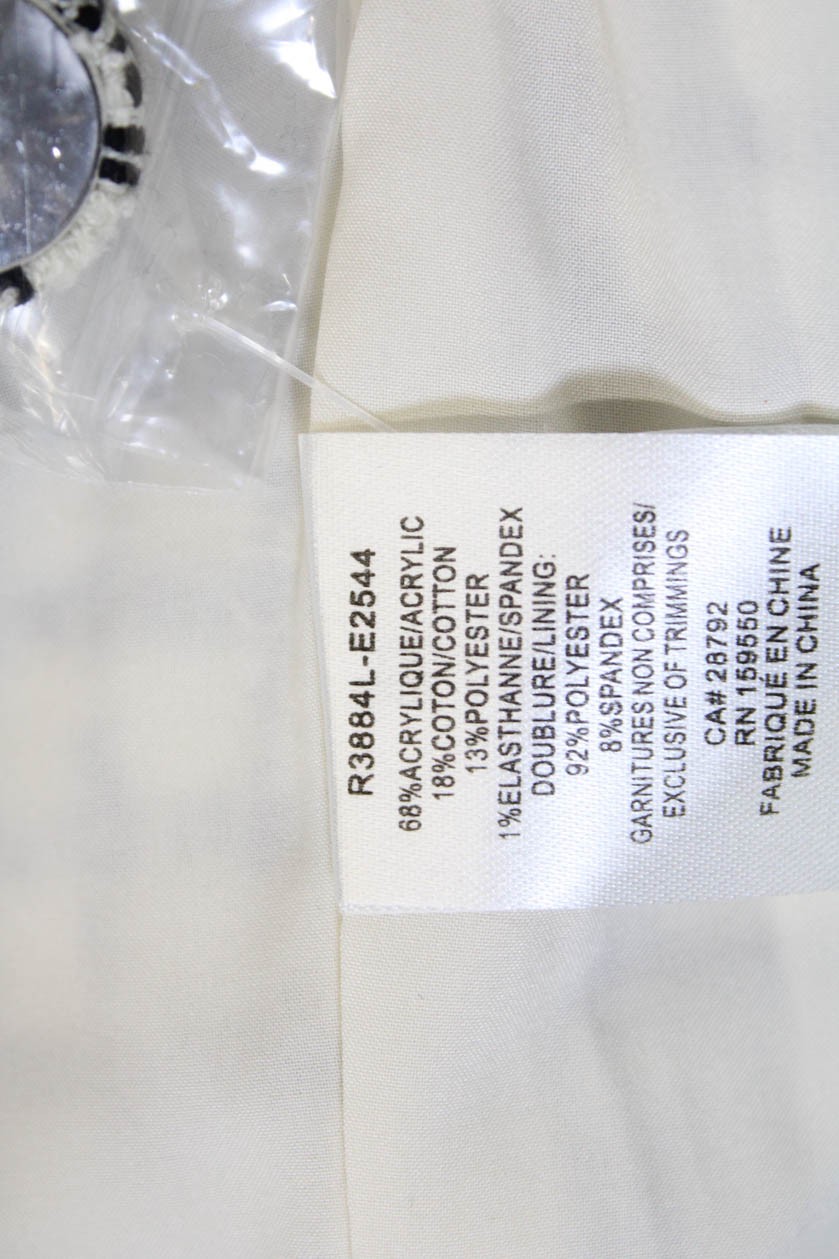 R3884L-E2544
68%ACRYLIQUE/ACRYLIC
18%COTON/COTTON
13%POLYESTER
1%ELASTHANNE/SPANDEX
DOUBLURE/LINING:
92%POLYESTER
8%SPANDEX
GARNITURES NON COMPRISES/
EXCLUSIVE OF TRIMMINGS
CA# 28792
RN 159550
FABRIQUÉ EN CHINE
MADE IN CHINA